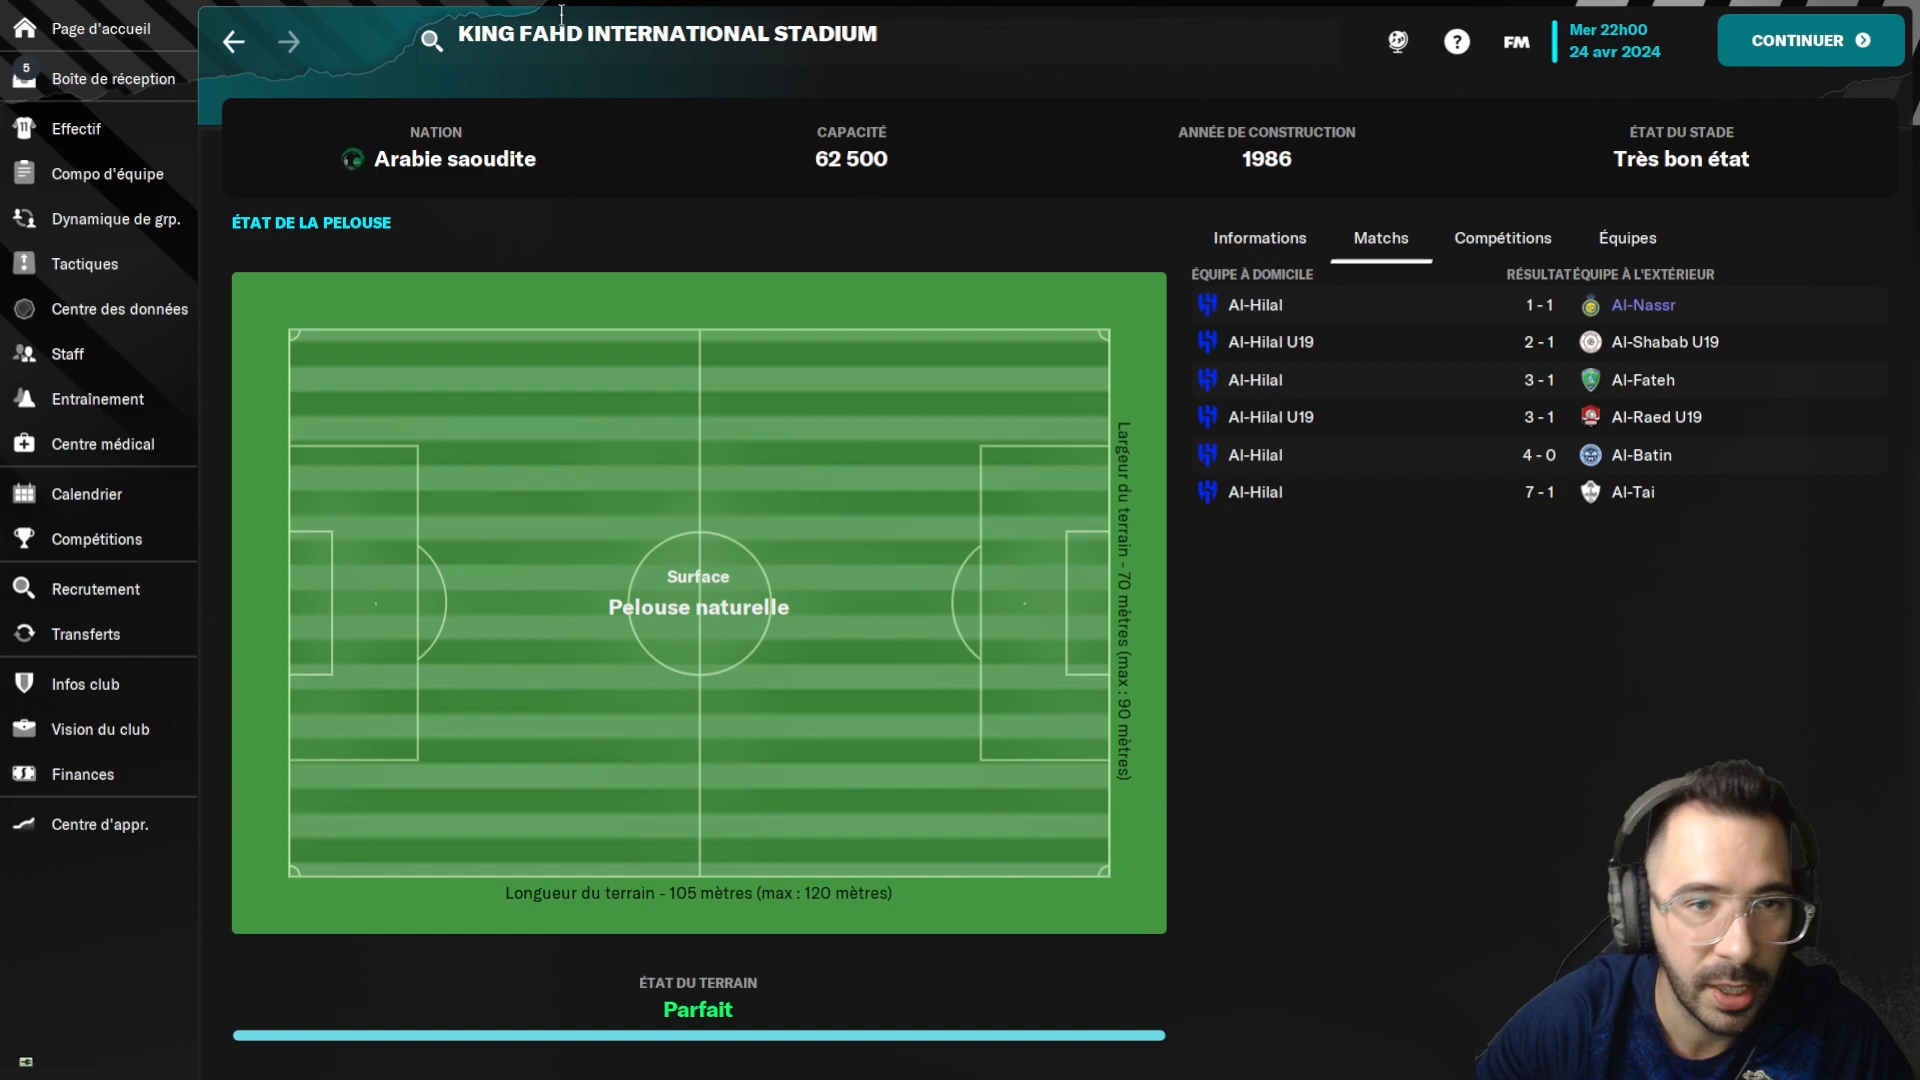 Page d'accueil
5
Boîte de réception
11
Effectif
Compo d'équipe
Dynamique de grp.
Tactiques
Centre des données
Staff
Entraînement
Centre médical
Calendrier
Compétitions
Recrutement
Transferts
Infos club
Vision du club
Finances
Centre d'appr.
KING FAHD INTERNATIONAL STADIUM
?
FM
Mer 22h00
24 avr 2024
CONTINUER
NATION
Arabie saoudite
CAPACITÉ
62 500
ANNÉE DE CONSTRUCTION
1986
ÉTAT DU STADE
Très bon état
ÉTAT DE LA PELOUSE
Surface
Pelouse naturelle
Largeur du terrain - 70 mètres (max : 90 mètres)
Longueur du terrain - 105 mètres (max : 120 mètres)
ÉTAT DU TERRAIN
Parfait
Informations Matchs Compétitions Équipes
ÉQUIPE À DOMICILE RÉSULTAT ÉQUIPE À L'EXTÉRIEUR
Al-Hilal 1 - 1 Al-Nassr
Al-Hilal U19 2 - 1 Al-Shabab U19
Al-Hilal 3 - 1 Al-Fateh
Al-Hilal U19 3 - 1 Al-Raed U19
Al-Hilal 4 - 0 Al-Batin
Al-Hilal 7 - 1 Al-Tai